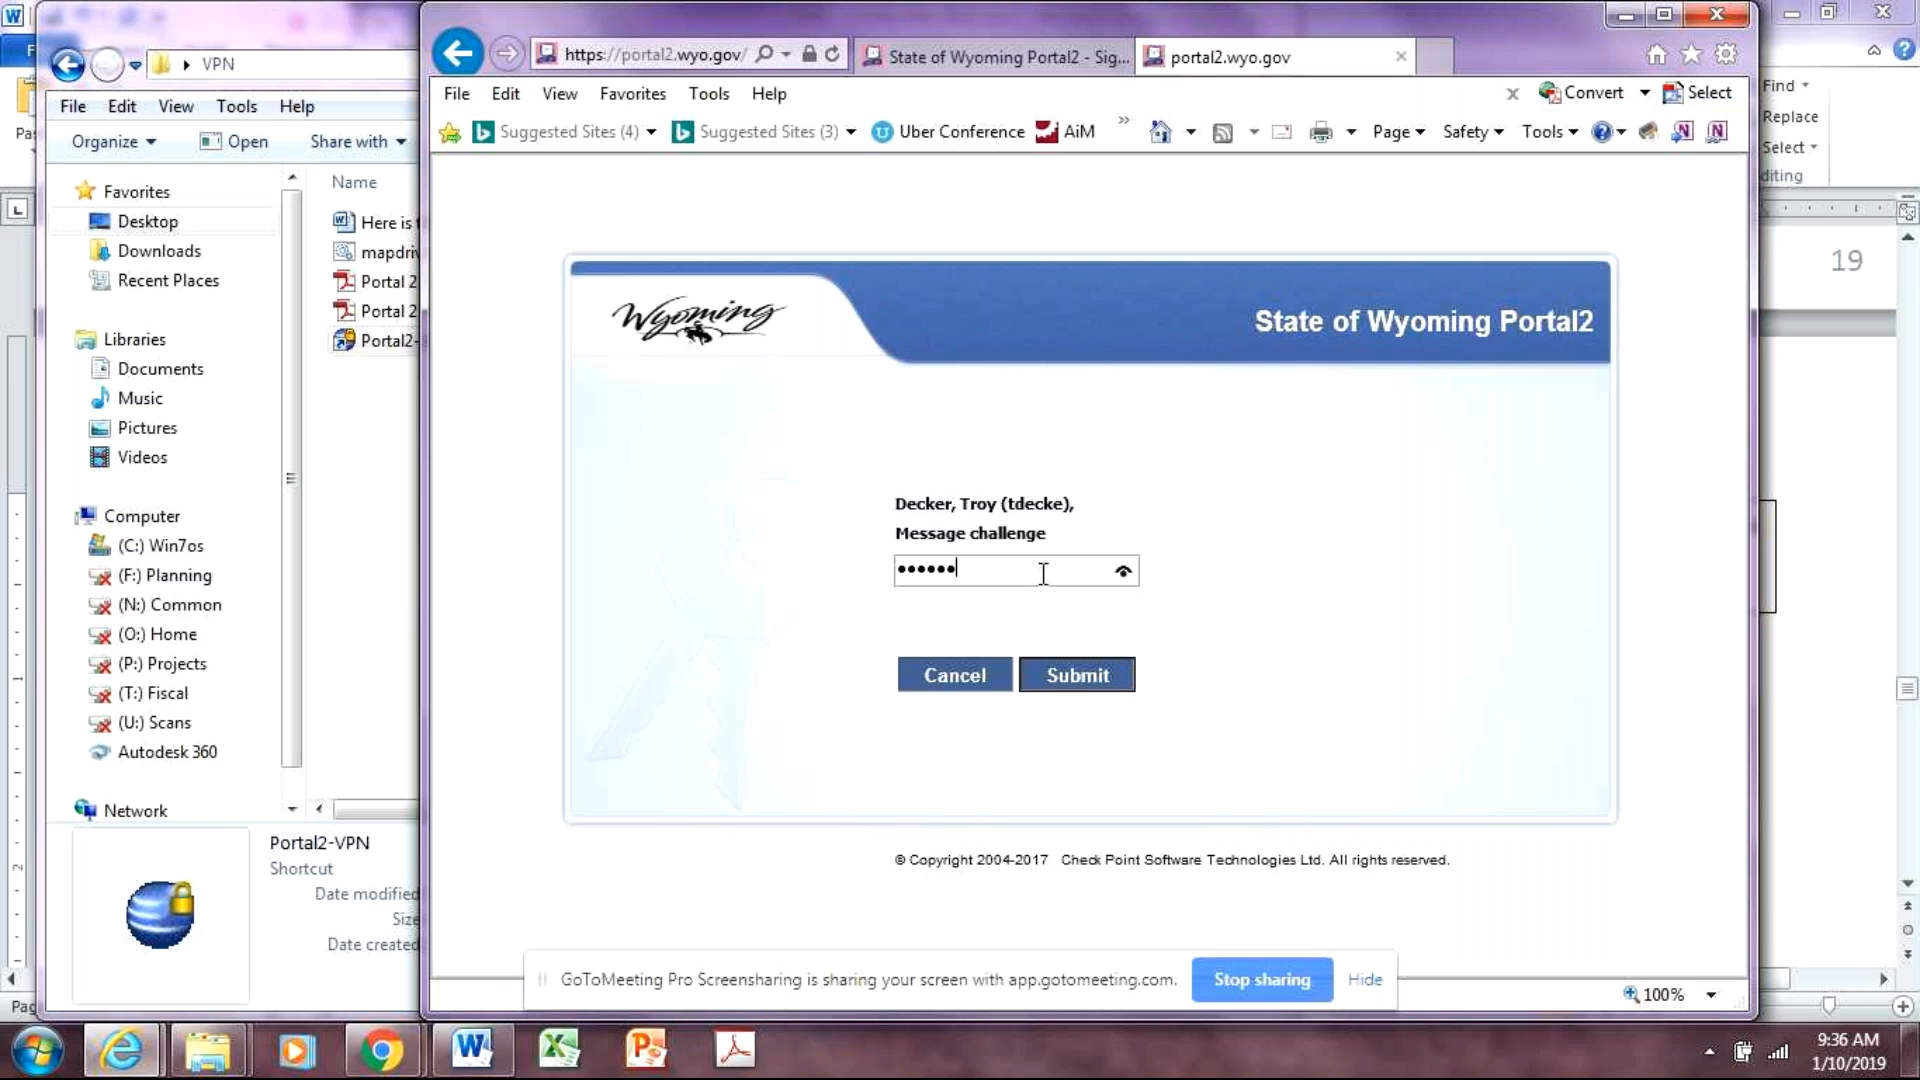 VPN
File Edit View Tools Help
Organize Open Share with
Favorites
Desktop
Downloads
Recent Places
Libraries
Documents
Music
Pictures
Videos
Computer
(C:) Win7os
(F:) Planning
(N:) Common
(O:) Home
(P:) Projects
(T:) Fiscal
(U:) Scans
Autodesk 360
Network
Name
Here is
mapdriv
Portal 2
Portal 2
Portal2-
Portal2-VPN
Shortcut
Date modified
Size
Date created
https://portal2.wyo.gov/
State of Wyoming Portal2 - Sig...
portal2.wyo.gov
File Edit View Favorites Tools Help
Convert Select
Suggested Sites (4) Suggested Sites (3) Uber Conference AiM
Page Safety Tools
Wyoming
State of Wyoming Portal2
Decker, Troy (tdecke),
Message challenge
Cancel Submit
© Copyright 2004-2017 Check Point Software Technologies Ltd. All rights reserved.
GoToMeeting Pro Screensharing is sharing your screen with app.gotomeeting.com. Stop sharing Hide
100%
Find
Replace
Select
diting
19
Pag
9:36 AM
1/10/2019